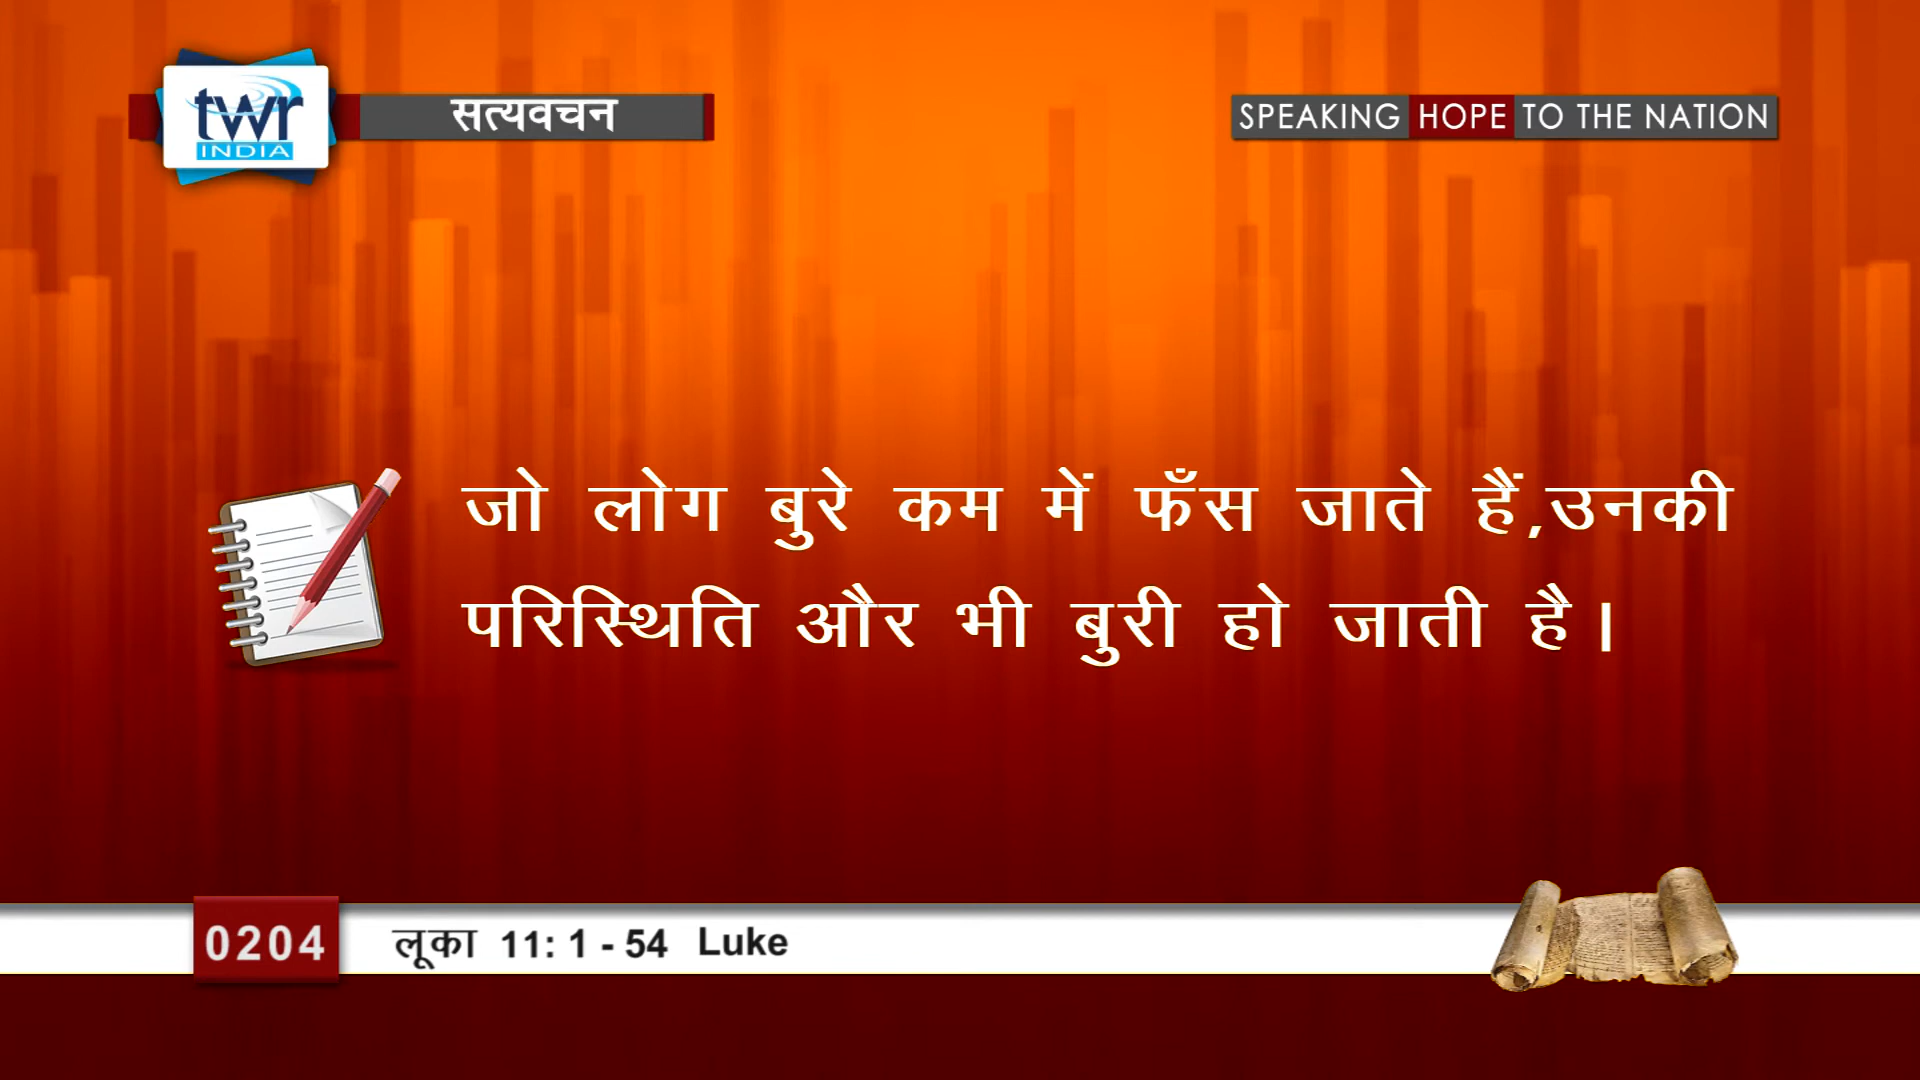 twr
INDIA
सत्यवचन
SPEAKING HOPE TO THE NATION
जो लोग बुरे कम में फँस जाते हैं,उनकी
परिस्थिति और भी बुरी हो जाती है।
0204
लूका 11: 1 - 54 Luke